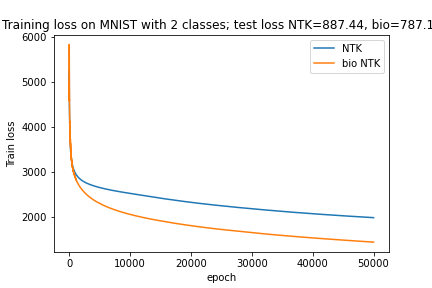 Training loss on MNIST with 2 classes; test loss NTK=887.44, bio=787.1
6000
5000
4000
3000
2000
Train loss
NTK
bio NTK
0
10000
20000
30000
40000
50000
epoch